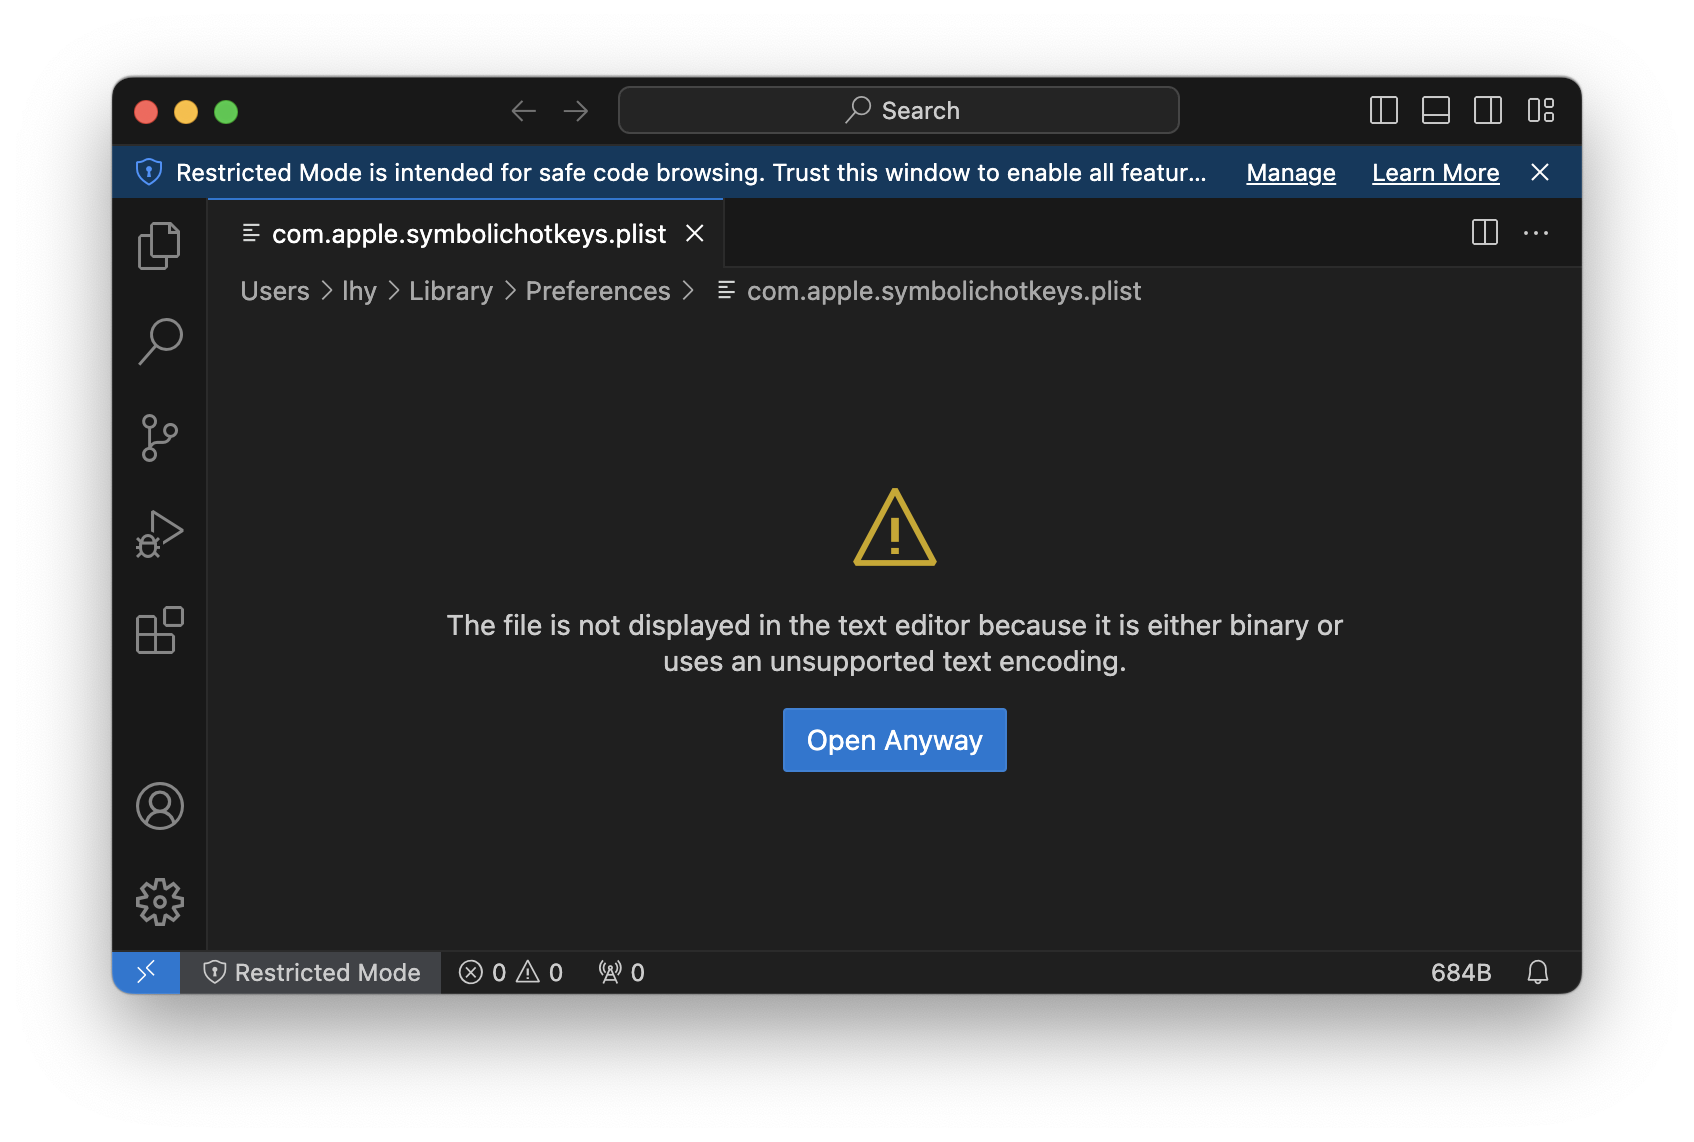 Search
Restricted Mode is intended for safe code browsing. Trust this window to enable all featur... Manage Learn More
com.apple.symbolichotkeys.plist
Users > lhy > Library > Preferences > com.apple.symbolichotkeys.plist
The file is not displayed in the text editor because it is either binary or
uses an unsupported text encoding.
Open Anyway
Restricted Mode 0 0 0 684B